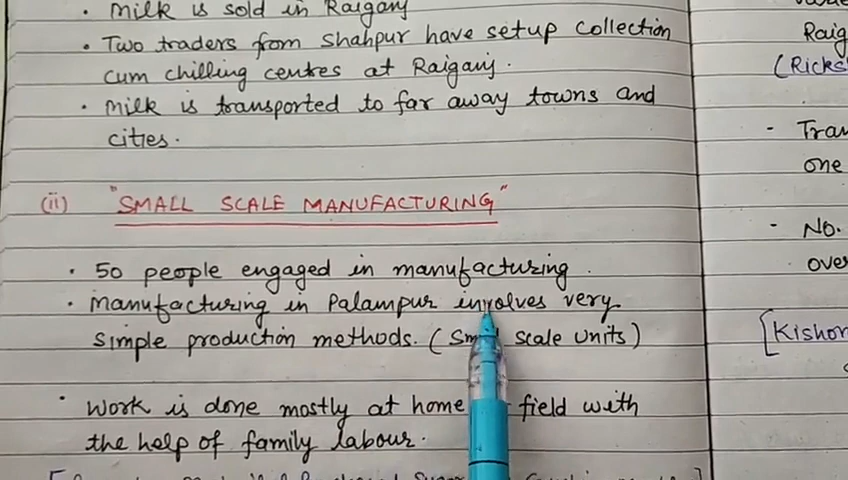 • Milk is sold in Raiganj
• Two traders from Shahpur have setup collection
cum chilling centres at Raiganj.
• Milk is transported to far away towns and
cities.
(ii) "SMALL SCALE MANUFACTURING"
• 50 people engaged in manufacturing.
• Manufacturing in Palampur involves very
simple production methods. (Small scale units)
• Work is done mostly at home field with
the help of family labour.
Raig
(Ricks
- Tran
one
- No.
over
[Kishor